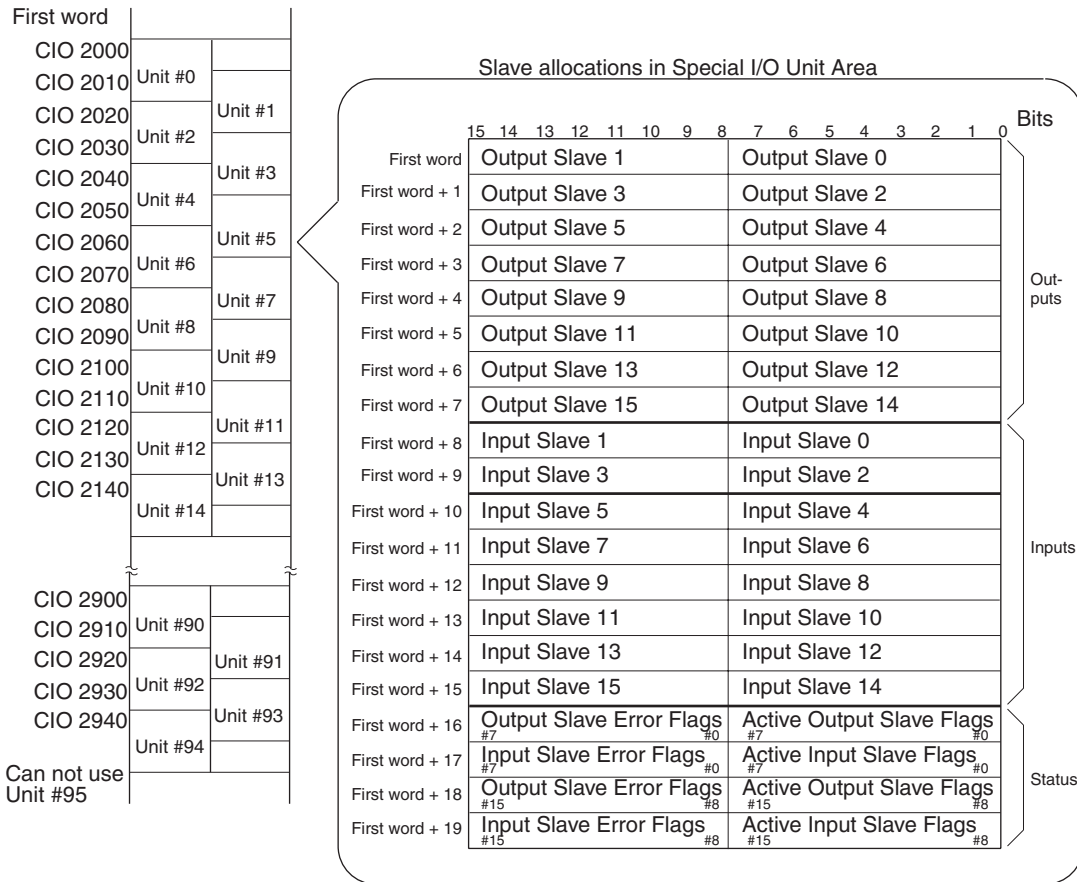 First word
CIO 2000
CIO 2010
CIO 2020
CIO 2030
CIO 2040
CIO 2050
CIO 2060
CIO 2070
CIO 2080
CIO 2090
CIO 2100
CIO 2110
CIO 2120
CIO 2130
CIO 2140
CIO 2900
CIO 2910
CIO 2920
CIO 2930
CIO 2940
Can not use
Unit #95
Unit #0
Unit #2
Unit #4
Unit #6
Unit #8
Unit #10
Unit #12
Unit #14
Unit #90
Unit #92
Unit #94
Unit #1
Unit #3
Unit #5
Unit #7
Unit #9
Unit #11
Unit #13
Unit #91
Unit #93
Slave allocations in Special I/O Unit Area
Bits
15 14 13 12 11 10 9 8 7 6 5 4 3 2 1 0
First word Output Slave 1 Output Slave 0
First word + 1 Output Slave 3 Output Slave 2
First word + 2 Output Slave 5 Output Slave 4
First word + 3 Output Slave 7 Output Slave 6
First word + 4 Output Slave 9 Output Slave 8
First word + 5 Output Slave 11 Output Slave 10
First word + 6 Output Slave 13 Output Slave 12
First word + 7 Output Slave 15 Output Slave 14
Out-
puts
First word + 8 Input Slave 1 Input Slave 0
First word + 9 Input Slave 3 Input Slave 2
First word + 10 Input Slave 5 Input Slave 4
First word + 11 Input Slave 7 Input Slave 6
First word + 12 Input Slave 9 Input Slave 8
First word + 13 Input Slave 11 Input Slave 10
First word + 14 Input Slave 13 Input Slave 12
First word + 15 Input Slave 15 Input Slave 14
Inputs
First word + 16 Output Slave Error Flags Active Output Slave Flags
#7 #0 #7 #0
First word + 17 Input Slave Error Flags Active Input Slave Flags
#7 #0 #7 #0
First word + 18 Output Slave Error Flags Active Output Slave Flags
#15 #8 #15 #8
First word + 19 Input Slave Error Flags Active Input Slave Flags
#15 #8 #15 #8
Status